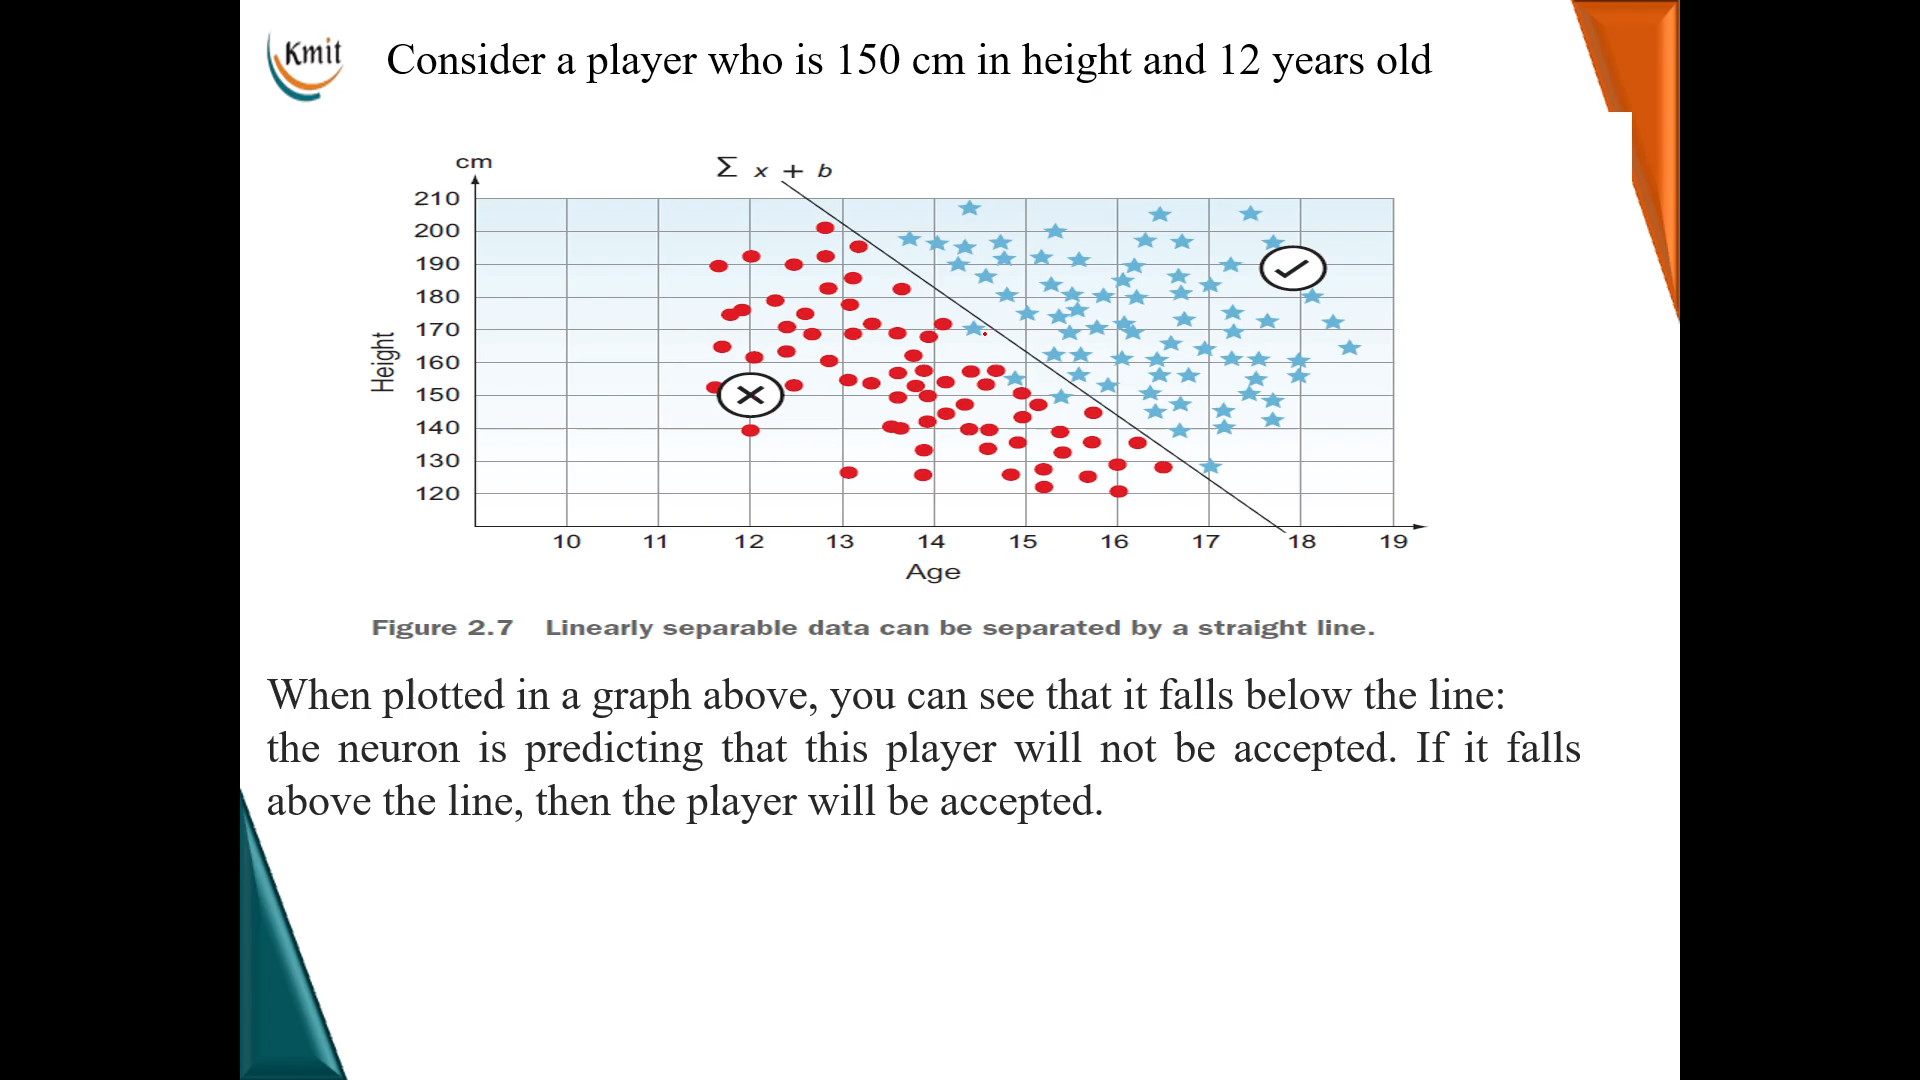 Kmit
Consider a player who is 150 cm in height and 12 years old
cm
Σ x + b
210
200
190
180
170
160
150
140
130
120
Height
10 11 12 13 14 15 16 17 18 19
Age
Figure 2.7 Linearly separable data can be separated by a straight line.
When plotted in a graph above, you can see that it falls below the line:
the neuron is predicting that this player will not be accepted. If it falls
above the line, then the player will be accepted.